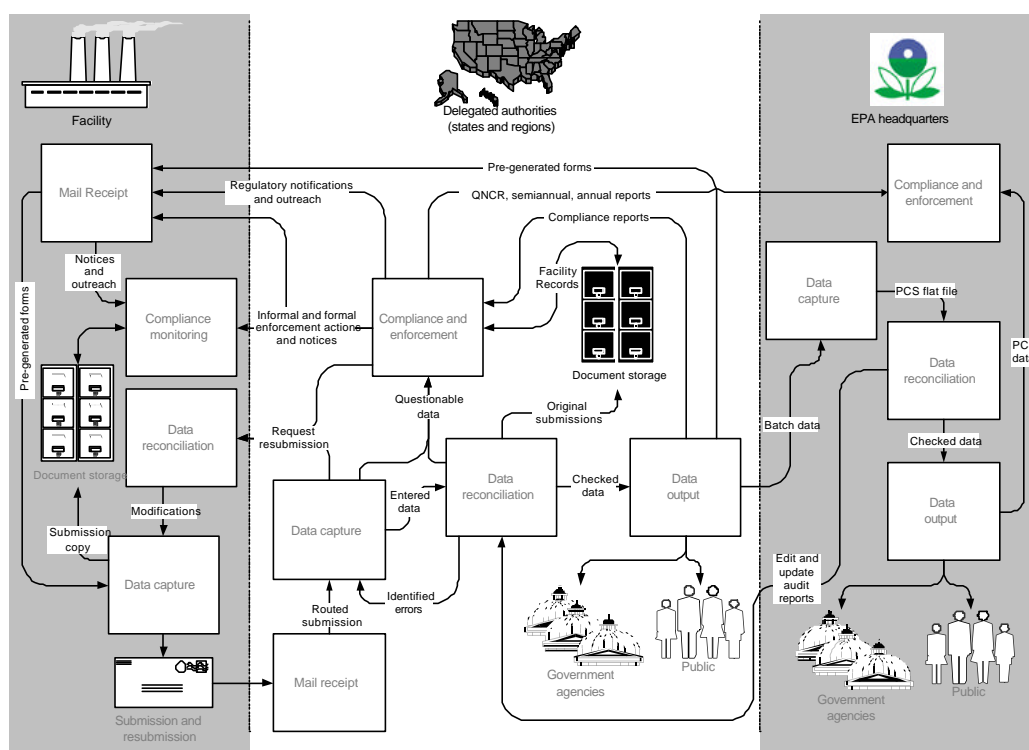 Facility
Delegated authorities
(states and regions)
EPA headquarters
Mail Receipt
Pre-generated forms
Regulatory notifications
and outreach
QNCR, semiannual, annual reports
Compliance reports
Compliance and
enforcement
Notices
and
outreach
Facility
Records
Data
capture
PCS flat file
Compliance
monitoring
Informal and formal
enforcement actions
and notices
Compliance and
enforcement
Pre-generated forms
Document storage
Data
reconciliation
PC
data
Data
reconciliation
Request
resubmission
Questionable
data
Original
submissions
Batch data
Checked data
Document storage
Modifications
Submission
copy
Data capture
Entered
data
Data
reconciliation
Checked
data
Data
output
Data
output
Data capture
Identified
errors
Routed
submission
Edit and
update
audit
reports
Mail receipt
Government
agencies
Public
Government
agencies
Public
Submission and
resubmission